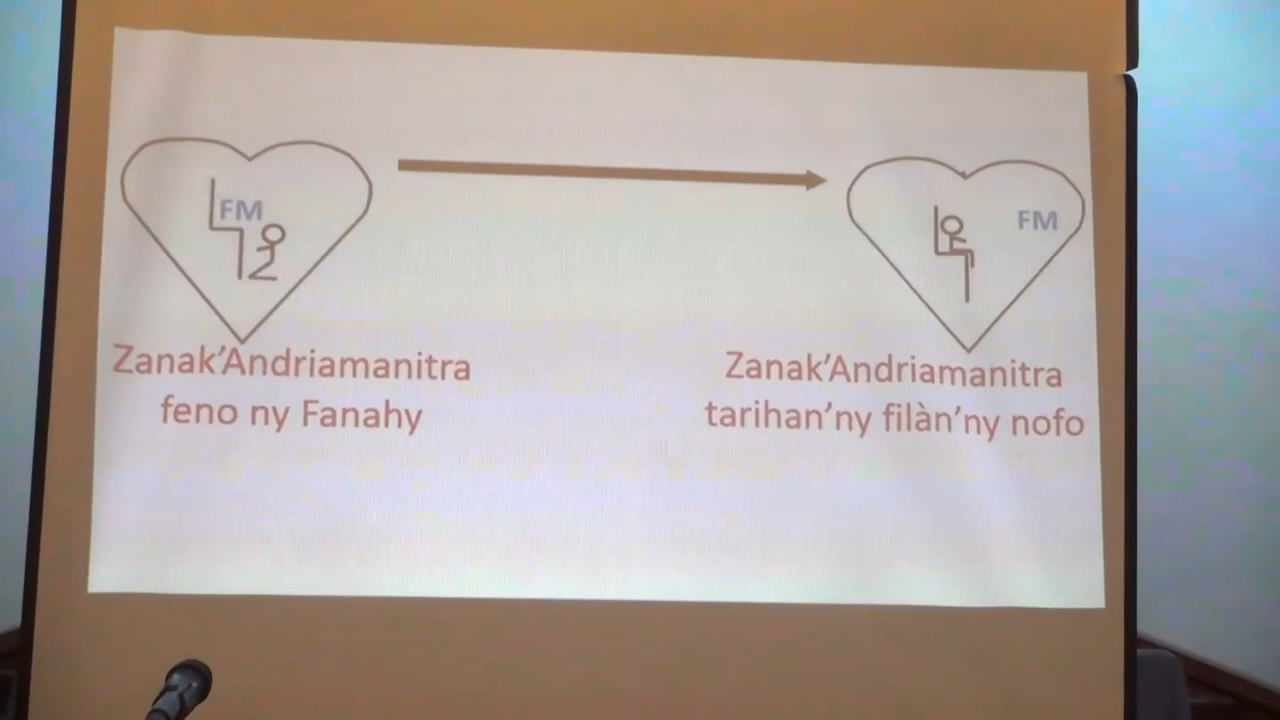 FM
Zanak'Andriamanitra
feno ny Fanahy
FM
Zanak'Andriamanitra
tarihan'ny filàn'ny nofo